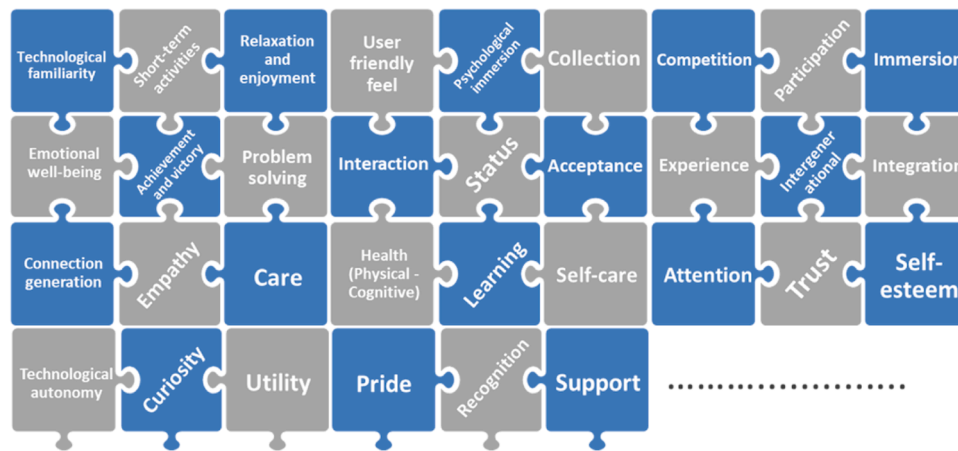 Technological
familiarity
Short-term
activities
Relaxation
and
enjoyment
User
friendly
feel
Psychological
immersion
Collection
Competition
Participation
Immersion
Emotional
well-being
Achievement
and victory
Problem
solving
Interaction
Status
Acceptance
Experience
Intergener
ational
Integration
Connection
generation
Empathy
Care
Health
(Physical -
Cognitive)
Learning
Self-care
Attention
Trust
Self-
esteem
Technological
autonomy
Curiosity
Utility
Pride
Recognition
Support